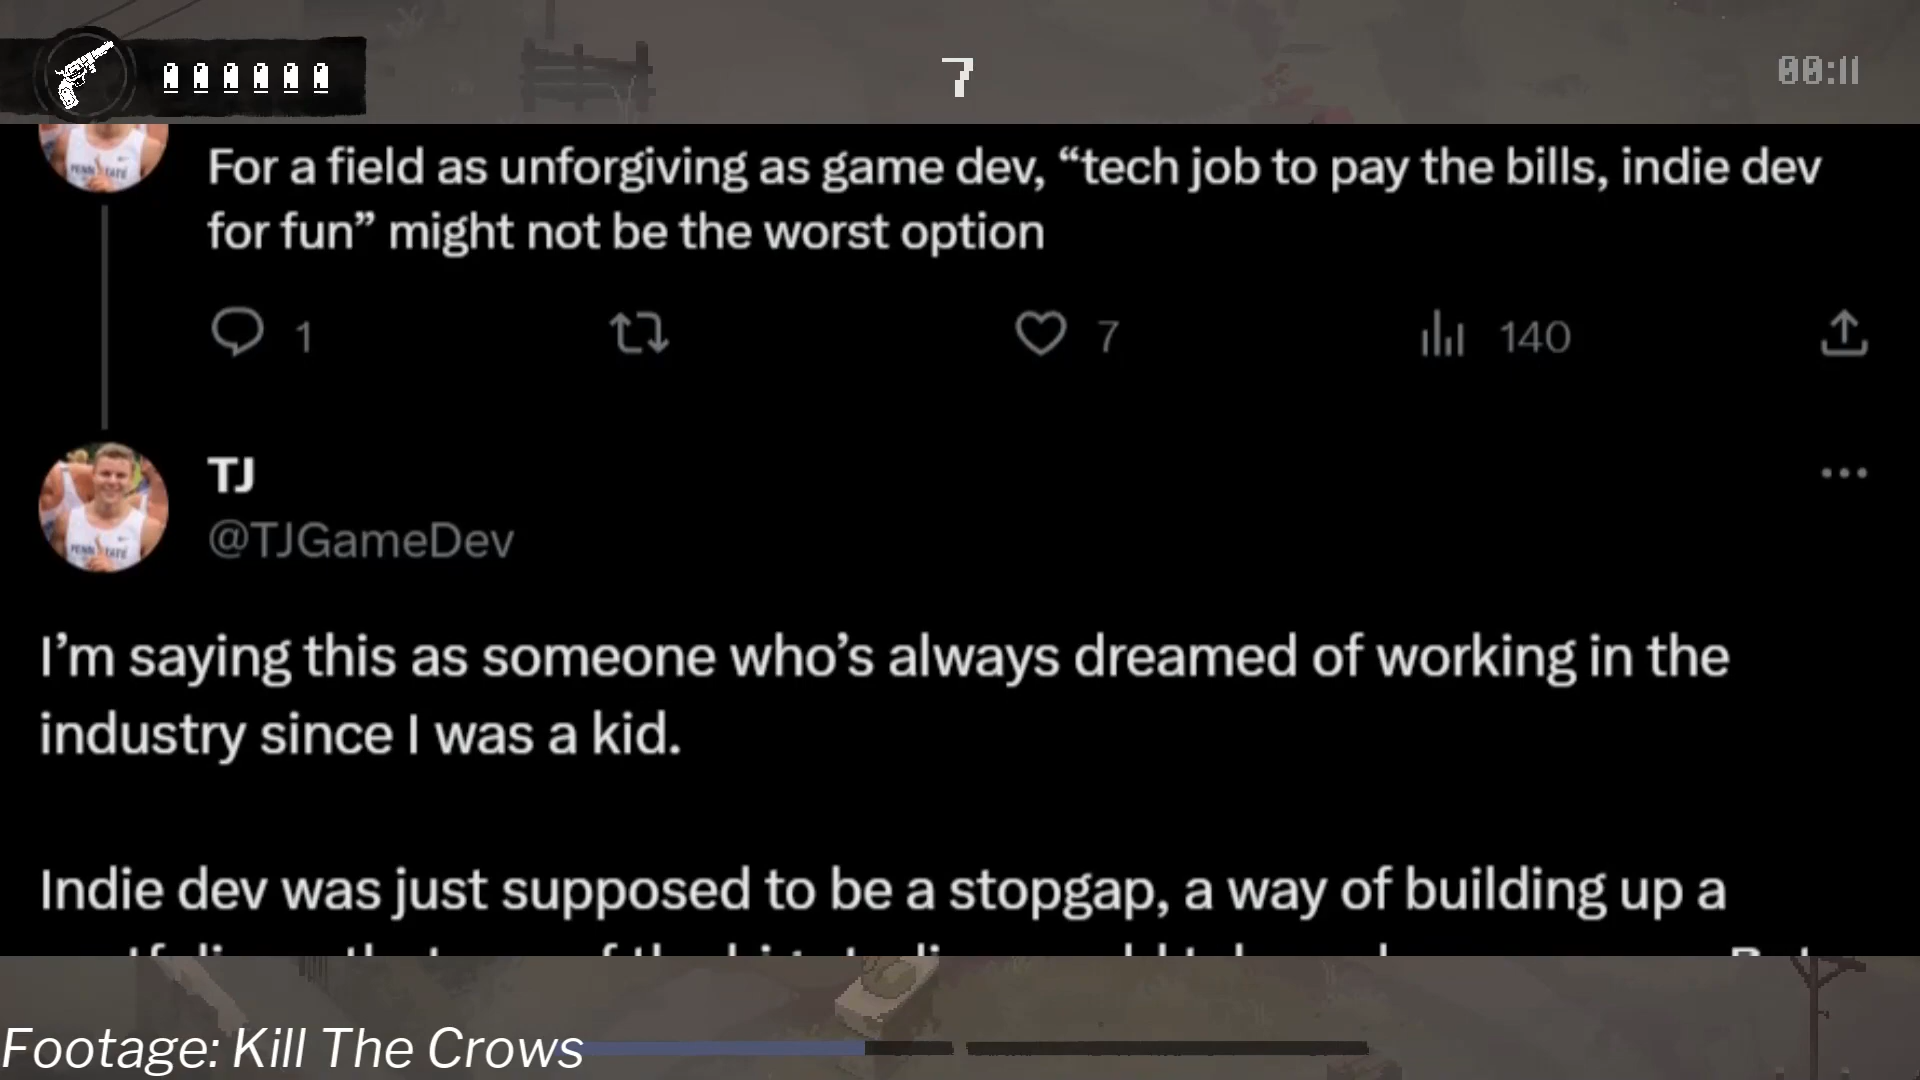 7
00:11
For a field as unforgiving as game dev, “tech job to pay the bills, indie dev
for fun” might not be the worst option
1
7
140
TJ
@TJGameDev
I’m saying this as someone who’s always dreamed of working in the
industry since I was a kid.
Indie dev was just supposed to be a stopgap, a way of building up a
Footage: Kill The Crows